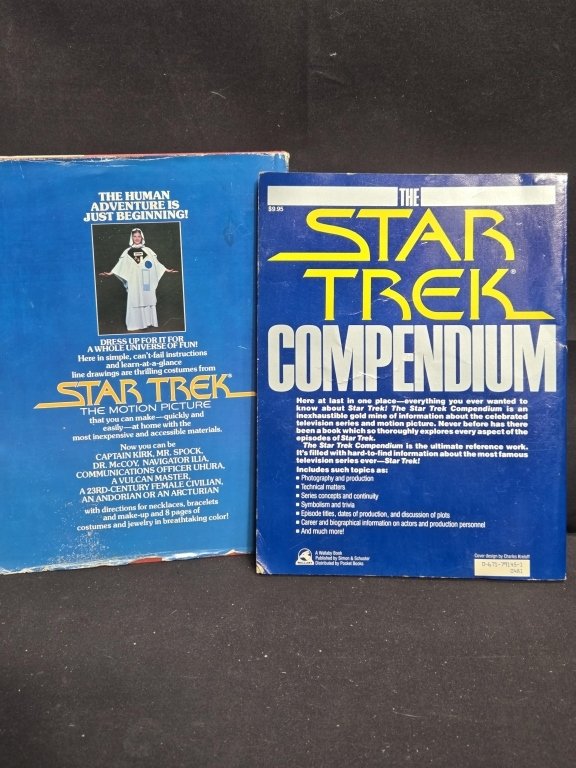 THE HUMAN
ADVENTURE IS
JUST BEGINNING!
DRESS UP FOR IT FOR
A WHOLE UNIVERSE OF FUN!
Here in simple, can't-fail instructions
and learn-at-a-glance
line drawings are thrilling costumes from
STAR TREK
THE MOTION PICTURE
that you can make—quickly and
easily—at home with the
most inexpensive and accessible materials.
Now you can be
CAPTAIN KIRK, MR. SPOCK,
DR. McCOY, NAVIGATOR ILIA,
COMMUNICATIONS OFFICER UHURA,
A VULCAN MASTER,
A 23RD-CENTURY FEMALE CIVILIAN,
AN ANDORIAN OR AN ARCTURIAN
with directions for necklaces, bracelets
and make-up and 8 pages of
costumes and jewelry in breathtaking color!
THE
$9.95
STAR
TREK®
COMPENDIUM
Here at last in one place—everything you ever wanted to
know about Star Trek! The Star Trek Compendium is an
inexhaustible gold mine of information about the celebrated
television series and motion picture. Never before has there
been a book which so thoroughly explores every aspect of the
episodes of Star Trek.
The Star Trek Compendium is the ultimate reference work.
It's filled with hard-to-find information about the most famous
television series ever—Star Trek!
Includes such topics as:
• Photography and production
• Technical matters
• Series concepts and continuity
• Symbolism and trivia
• Episode titles, dates of production, and discussion of plots
• Career and biographical information on actors and production personnel
• And much more!
A Wallaby Book
Published by Simon & Schuster
Distributed by Pocket Books
WALLABY
Cover design by Charles Kreloff
0-671-79145-1